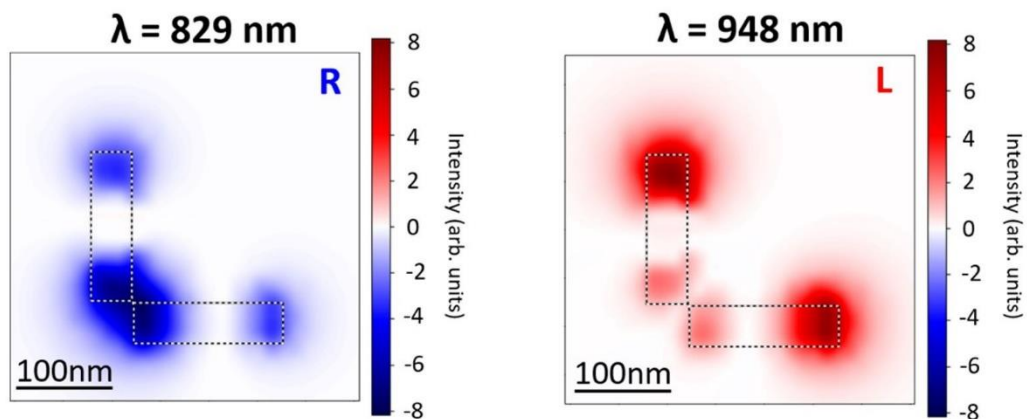 λ = 829 nm
R
100nm
8
6
4
2
0
-2
-4
-6
-8
Intensity (arb. units)
λ = 948 nm
L
100nm
8
6
4
2
0
-2
-4
-6
-8
Intensity (arb. units)